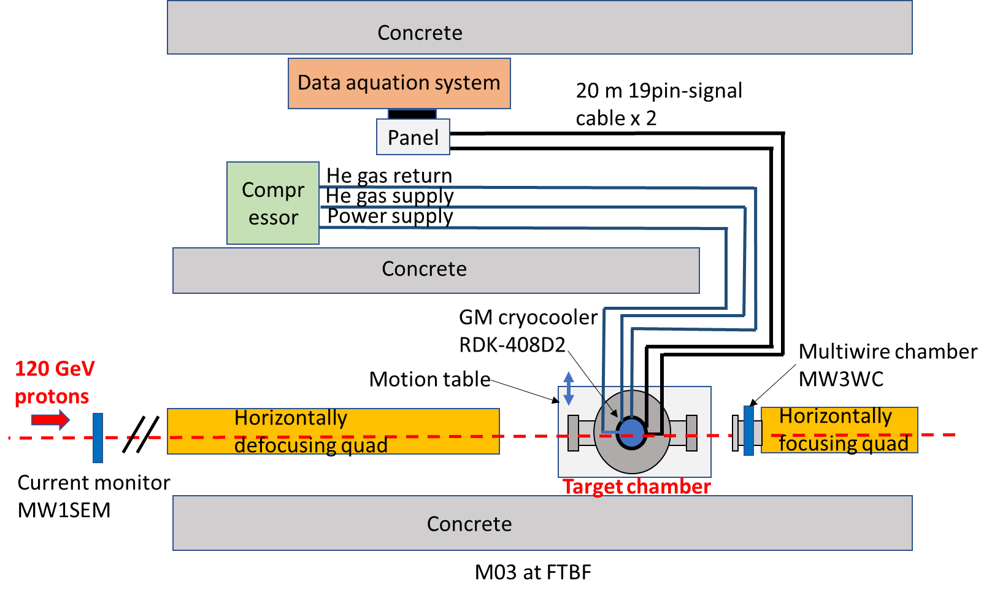 Concrete
Data aquation system
20 m 19pin-signal
cable x 2
Panel
He gas return
He gas supply
Power supply
Compr
essor
Concrete
GM cryocooler
RDK-408D2
Motion table
Multiwire chamber
MW3WC
120 GeV
protons
Horizontally
defocusing quad
Horizontally
focusing quad
Current monitor
MW1SEM
Target chamber
Concrete
M03 at FTBF